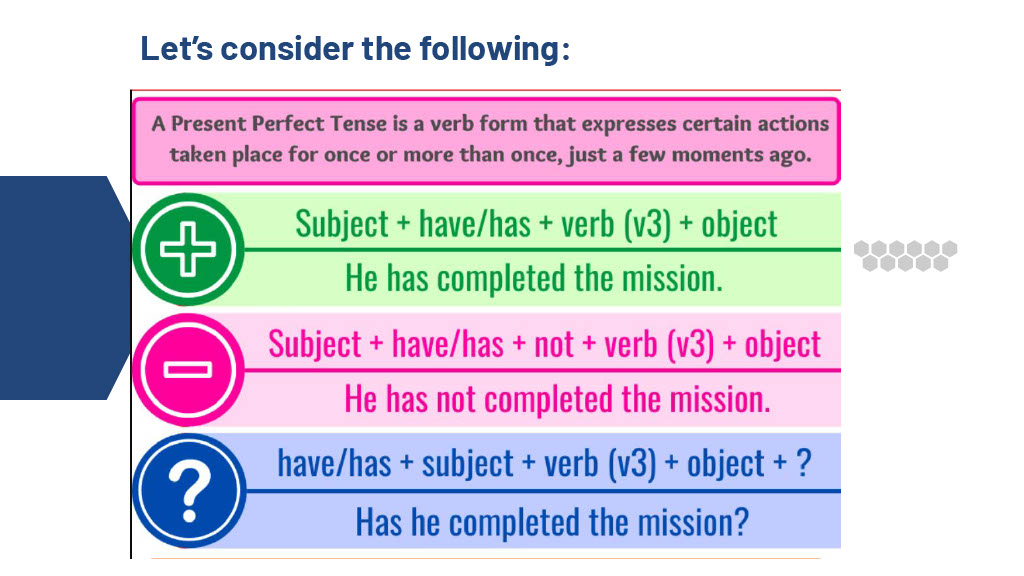 Let’s consider the following:
A Present Perfect Tense is a verb form that expresses certain actions
taken place for once or more than once, just a few moments ago.
Subject + have/has + verb (v3) + object
He has completed the mission.
Subject + have/has + not + verb (v3) + object
He has not completed the mission.
have/has + subject + verb (v3) + object + ?
Has he completed the mission?